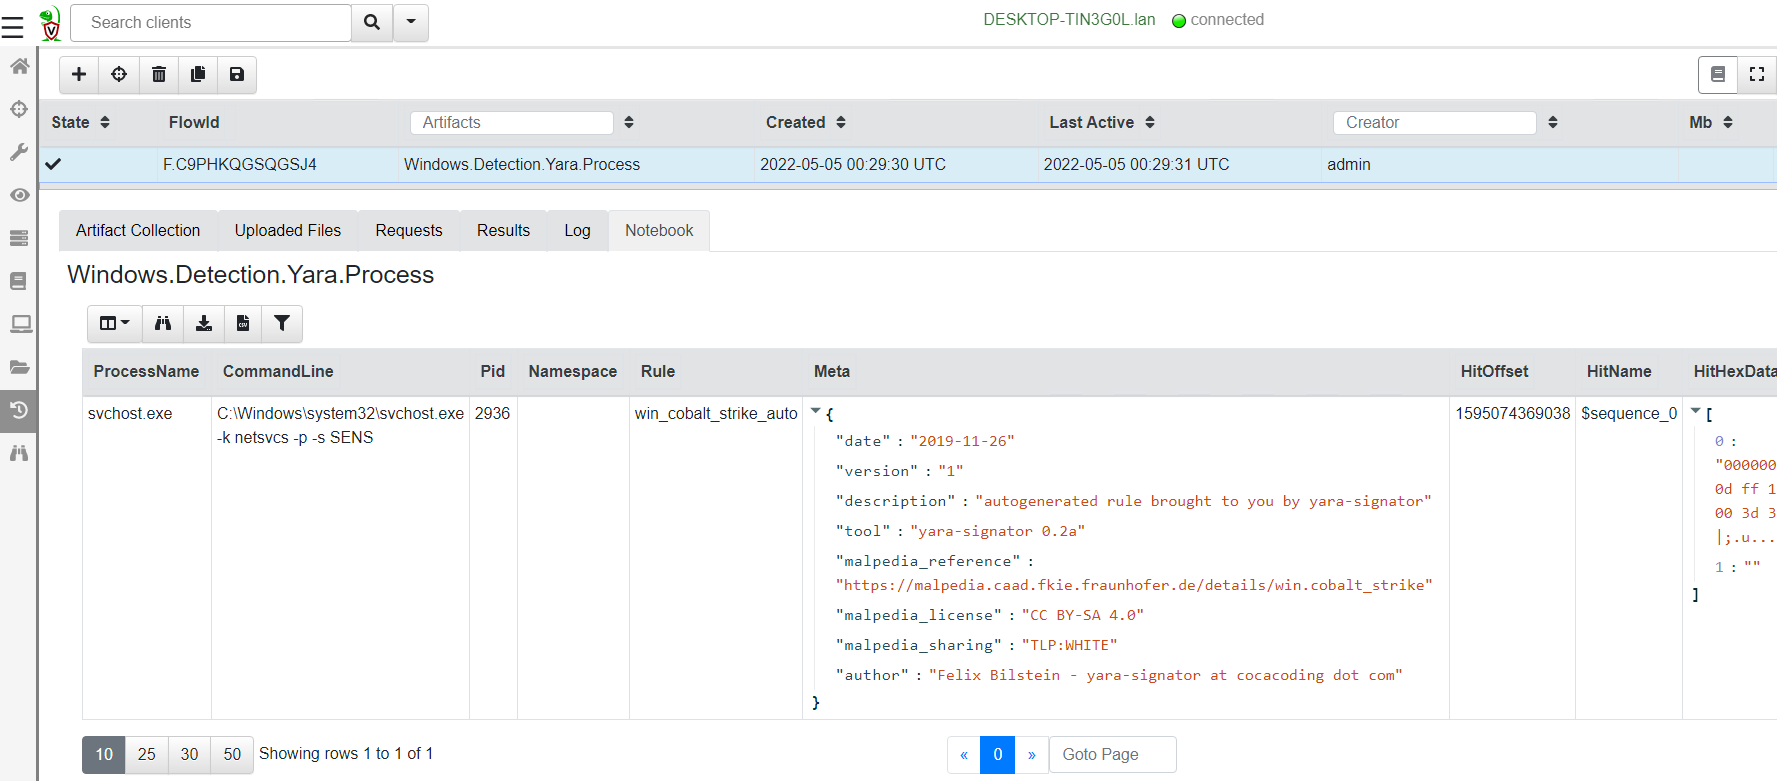 Search clients
DESKTOP-TIN3G0L.lan connected
State FlowId Artifacts Created Last Active Creator Mb
F.C9PHKQGSQGSJ4 Windows.Detection.Yara.Process 2022-05-05 00:29:30 UTC 2022-05-05 00:29:31 UTC admin
Artifact Collection Uploaded Files Requests Results Log Notebook
Windows.Detection.Yara.Process
ProcessName CommandLine Pid Namespace Rule Meta HitOffset HitName HitHexData
svchost.exe C:\Windows\system32\svchost.exe 2936 win_cobalt_strike_auto { 1595074369038 $sequence_0 [
-k netsvcs -p -s SENS
"date" : "2019-11-26" 0 :
"version" : "1" "000000
"description" : "autogenerated rule brought to you by yara-signator" 0d ff 1
"tool" : "yara-signator 0.2a" 00 3d 3
"malpedia_reference" : |;.u...
"https://malpedia.caad.fkie.fraunhofer.de/details/win.cobalt_strike" 1 : ""
"malpedia_license" : "CC BY-SA 4.0" ]
"malpedia_sharing" : "TLP:WHITE"
"author" : "Felix Bilstein - yara-signator at cocacoding dot com"
}
10 25 30 50 Showing rows 1 to 1 of 1 « 0 » Goto Page